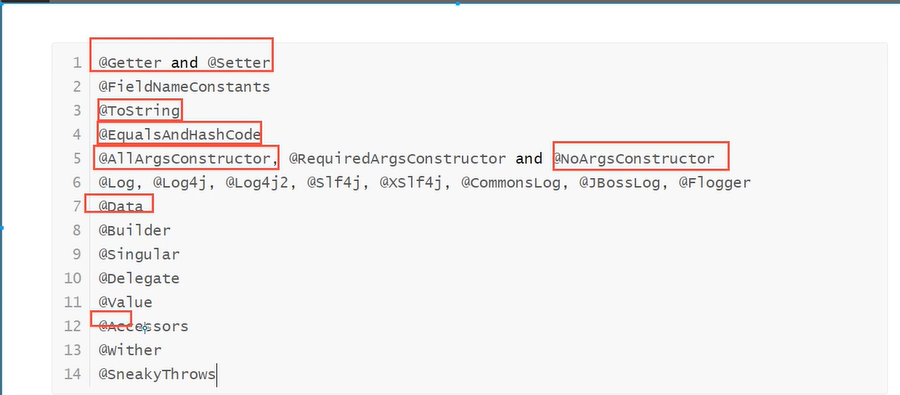 1 @Getter and @Setter
2 @FieldNameConstants
3 @ToString
4 @EqualsAndHashCode
5 @AllArgsConstructor, @RequiredArgsConstructor and @NoArgsConstructor
6 @Log, @Log4j, @Log4j2, @Slf4j, @XSlf4j, @CommonsLog, @JBossLog, @Flogger
7 @Data
8 @Builder
9 @Singular
10 @Delegate
11 @Value
12 @Accessors
13 @Wither
14 @SneakyThrows